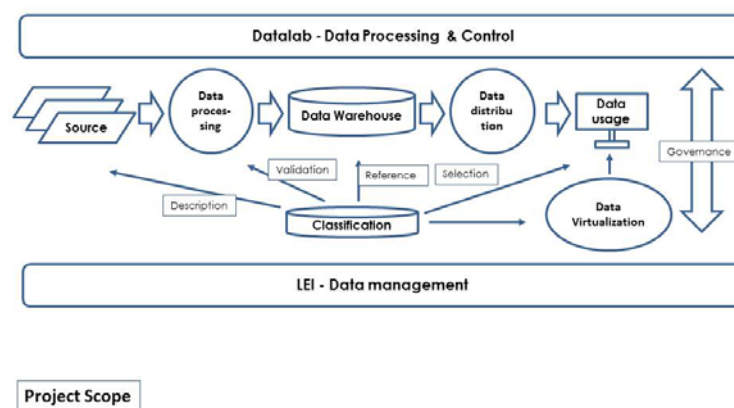 Datalab - Data Processing & Control
Source
Data
proces-
sing
Data Warehouse
Data
distribu
tion
Data
usage
Governance
Validation
Reference
Selection
Description
Classification
Data
Virtualization
LEI - Data management
Project Scope